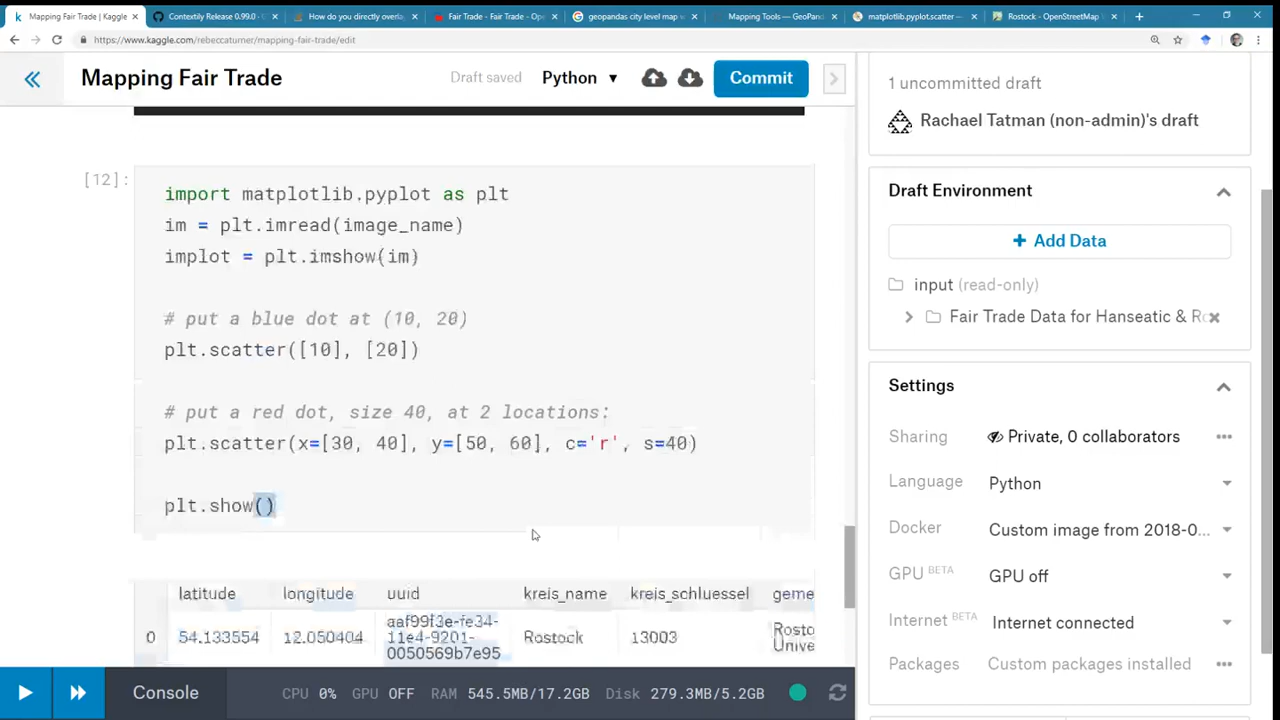 Mapping Fair Trade | Kaggle
Contextily Release 0.99.0 - G
How do you directly overlay
Fair Trade - Fair Trade - Ope
geopandas city level map w
Mapping Tools — GeoPand
matplotlib.pyplot.scatter —
Rostock - OpenStreetMap W
https://www.kaggle.com/rebeccaturner/mapping-fair-trade/edit
Mapping Fair Trade
Draft saved
Python
Commit
[12]:
import matplotlib.pyplot as plt
im = plt.imread(image_name)
implot = plt.imshow(im)
# put a blue dot at (10, 20)
plt.scatter([10], [20])
# put a red dot, size 40, at 2 locations:
plt.scatter(x=[30, 40], y=[50, 60], c='r', s=40)
plt.show()
latitude longitude uuid kreis_name kreis_schluessel geme
0 54.133554 12.050404 aaf99f3e-fe34-11e4-9201-0050569b7e95 Rostock 13003 Rosto Unive
Console
CPU 0% GPU OFF RAM 545.5MB/17.2GB Disk 279.3MB/5.2GB
1 uncommitted draft
Rachael Tatman (non-admin)'s draft
Draft Environment
+ Add Data
input (read-only)
Fair Trade Data for Hanseatic & Ro
Settings
Sharing Private, 0 collaborators
Language Python
Docker Custom image from 2018-0...
GPU BETA GPU off
Internet BETA Internet connected
Packages Custom packages installed